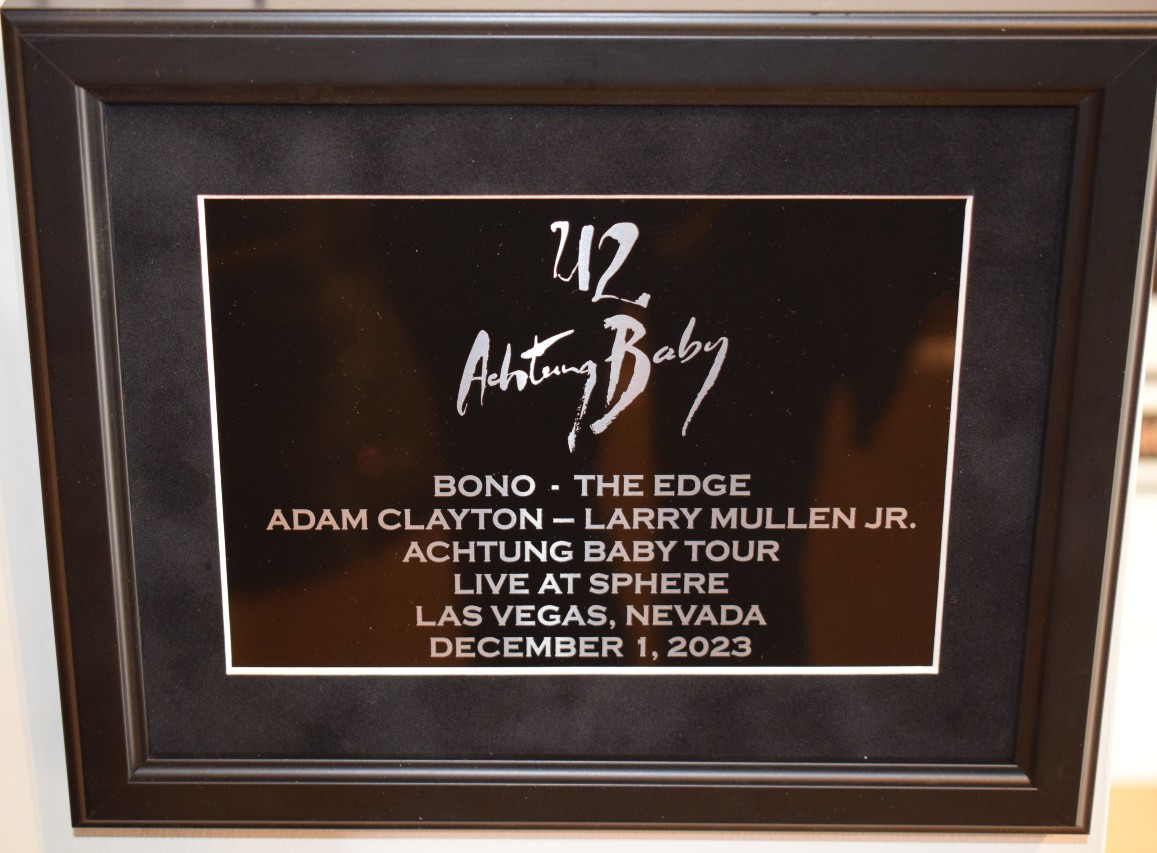 U2
Achtung Baby
BONO - THE EDGE
ADAM CLAYTON – LARRY MULLEN JR.
ACHTUNG BABY TOUR
LIVE AT SPHERE
LAS VEGAS, NEVADA
DECEMBER 1, 2023